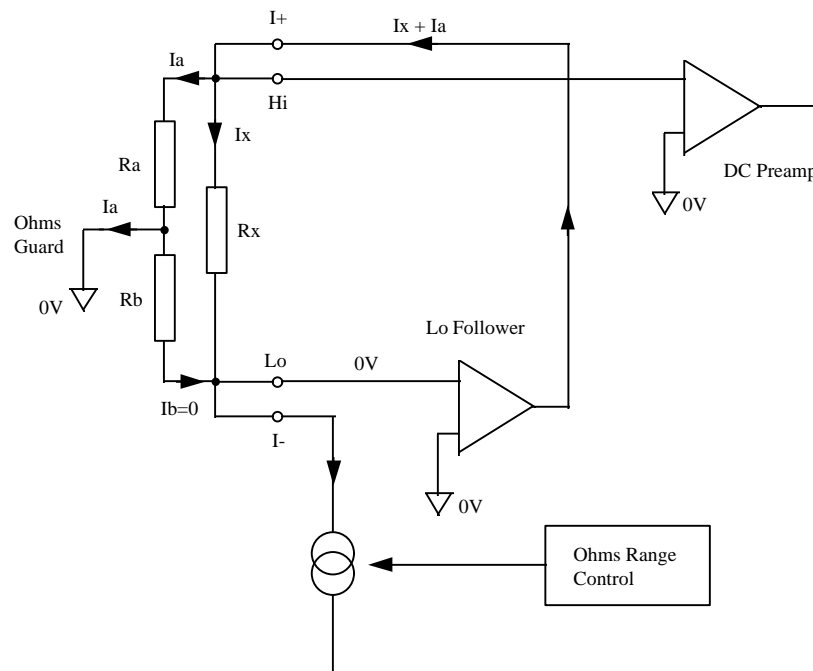 I+
Ix + Ia
Ia
Hi
Ix
DC Preamp
Ra
0V
Ia
Ohms
Guard
Rx
0V
Rb
Lo Follower
Lo
0V
Ib=0
I-
0V
Ohms Range
Control